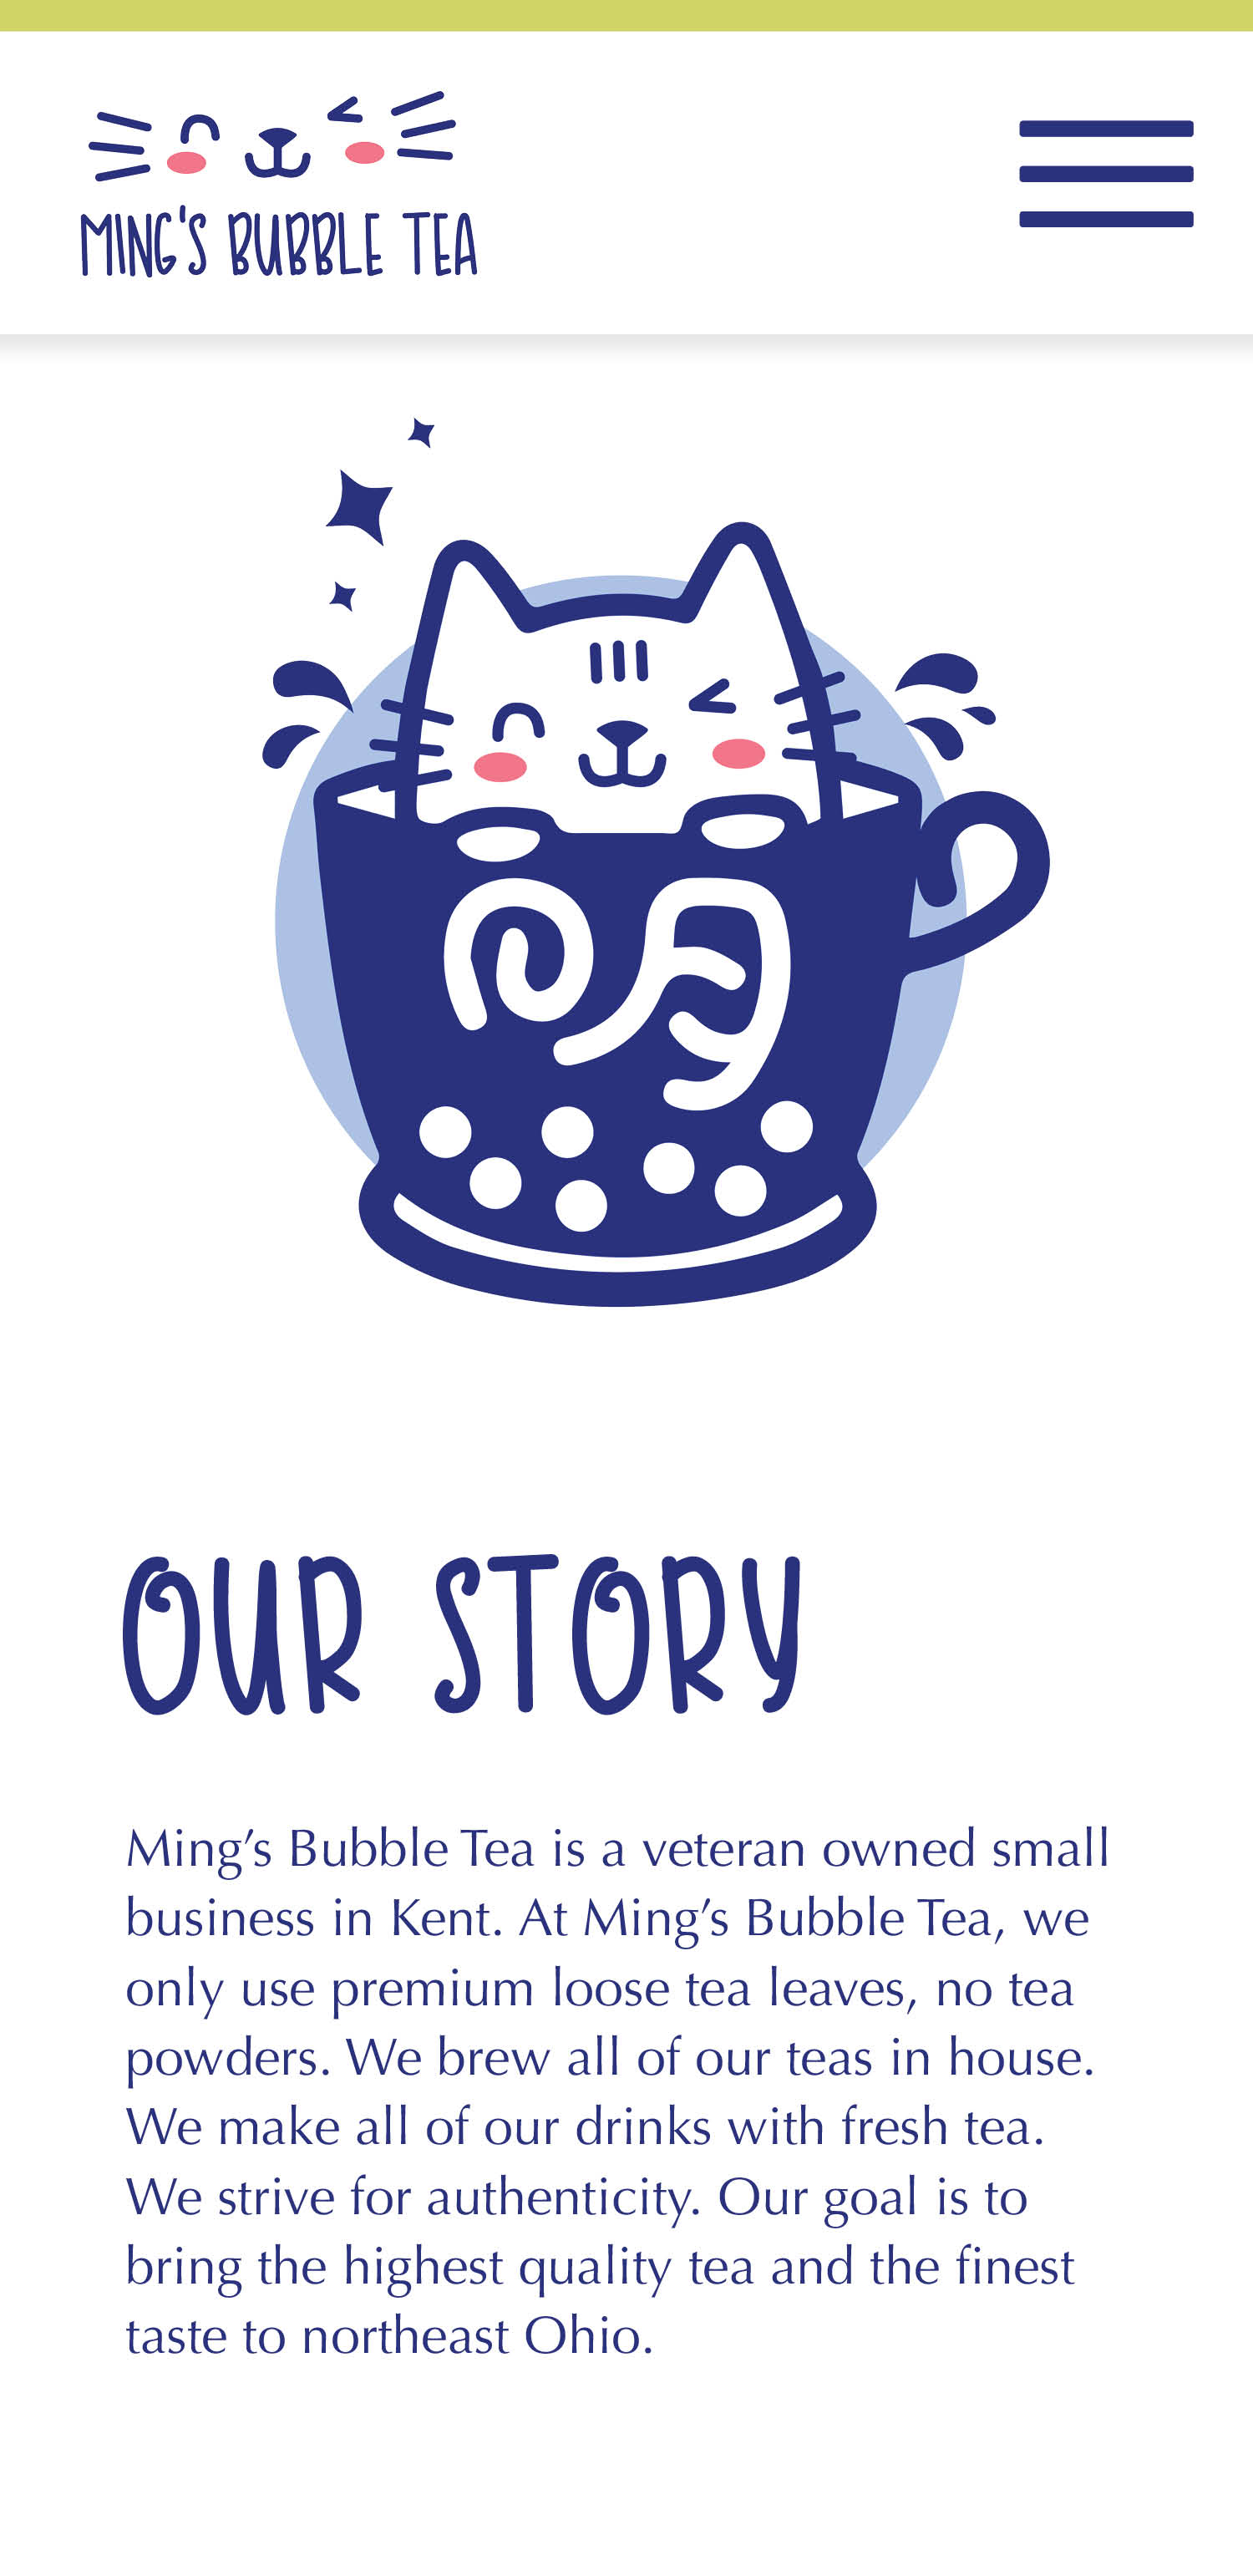 MING'S BUBBLE TEA
明
OUR STORY
Ming’s Bubble Tea is a veteran owned small
business in Kent. At Ming’s Bubble Tea, we
only use premium loose tea leaves, no tea
powders. We brew all of our teas in house.
We make all of our drinks with fresh tea.
We strive for authenticity. Our goal is to
bring the highest quality tea and the finest
taste to northeast Ohio.